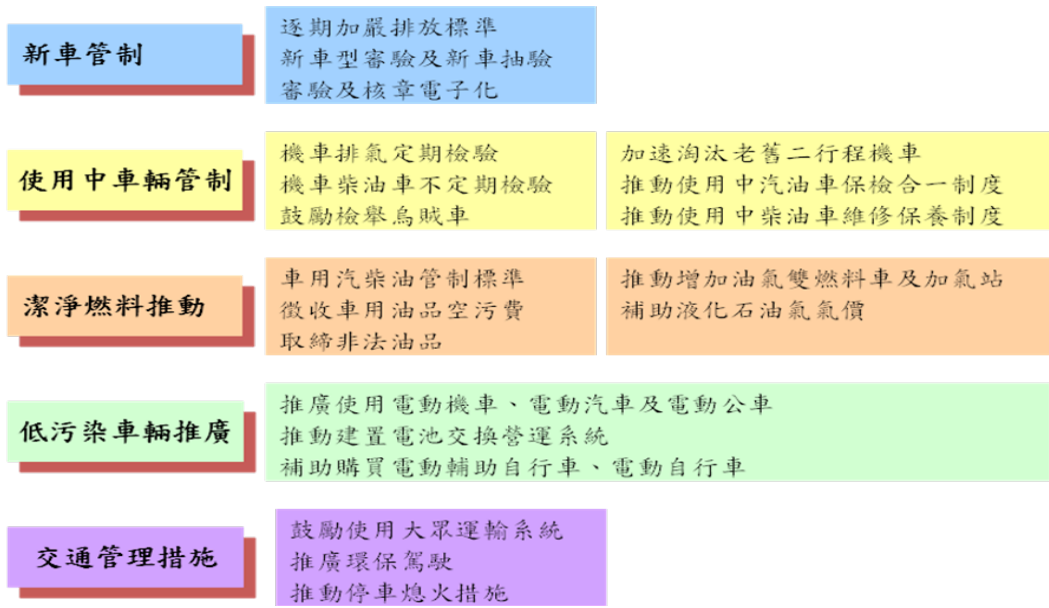 新車管制
逐期加嚴排放標準
新車型審驗及新車抽驗
審驗及核章電子化
使用中車輛管制
機車排氣定期檢驗
機車柴油車不定期檢驗
鼓勵檢舉烏賊車
加速淘汰老舊二行程機車
推動使用中汽油車保檢合一制度
推動使用中柴油車維修保養制度
潔淨燃料推動
車用汽柴油管制標準
徵收車用油品空污費
取締非法油品
推動增加油氣雙燃料車及加氣站
補助液化石油氣氣價
低污染車輛推廣
推廣使用電動機車、電動汽車及電動公車
推動建置電池交換營運系統
補助購買電動輔助自行車、電動自行車
交通管理措施
鼓勵使用大眾運輸系統
推廣環保駕駛
推動停車熄火措施